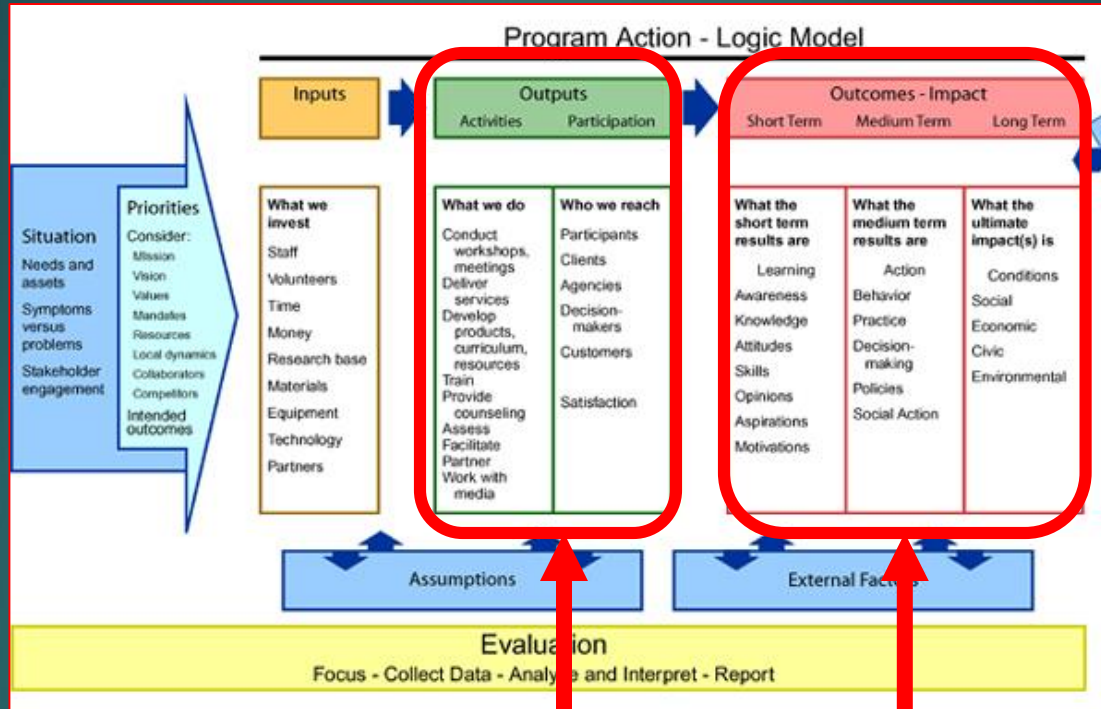 Program Action - Logic Model
Inputs
Outputs
Activities
Participation
Outcomes - Impact
Short Term
Medium Term
Long Term
Situation
Needs and
assets
Symptoms
versus
problems
Stakeholder
engagement
Priorities
Consider:
Mission
Vision
Values
Mandates
Resources
Local dynamics
Collaborators
Competitors
Intended
outcomes
What we
invest
Staff
Volunteers
Time
Money
Research base
Materials
Equipment
Technology
Partners
What we do
Conduct
workshops,
meetings
Deliver
services
Develop
products,
curriculum,
resources
Train
Provide
counseling
Assess
Facilitate
Partner
Work with
media
Who we reach
Participants
Clients
Agencies
Decision-
makers
Customers
Satisfaction
What the
short term
results are
Learning
Awareness
Knowledge
Attitudes
Skills
Opinions
Aspirations
Motivations
What the
medium term
results are
Action
Behavior
Practice
Decision-
making
Policies
Social Action
What the
ultimate
impact(s) is
Conditions
Social
Economic
Civic
Environmental
Assumptions
External Factors
Evaluation
Focus - Collect Data - Analyze and Interpret - Report